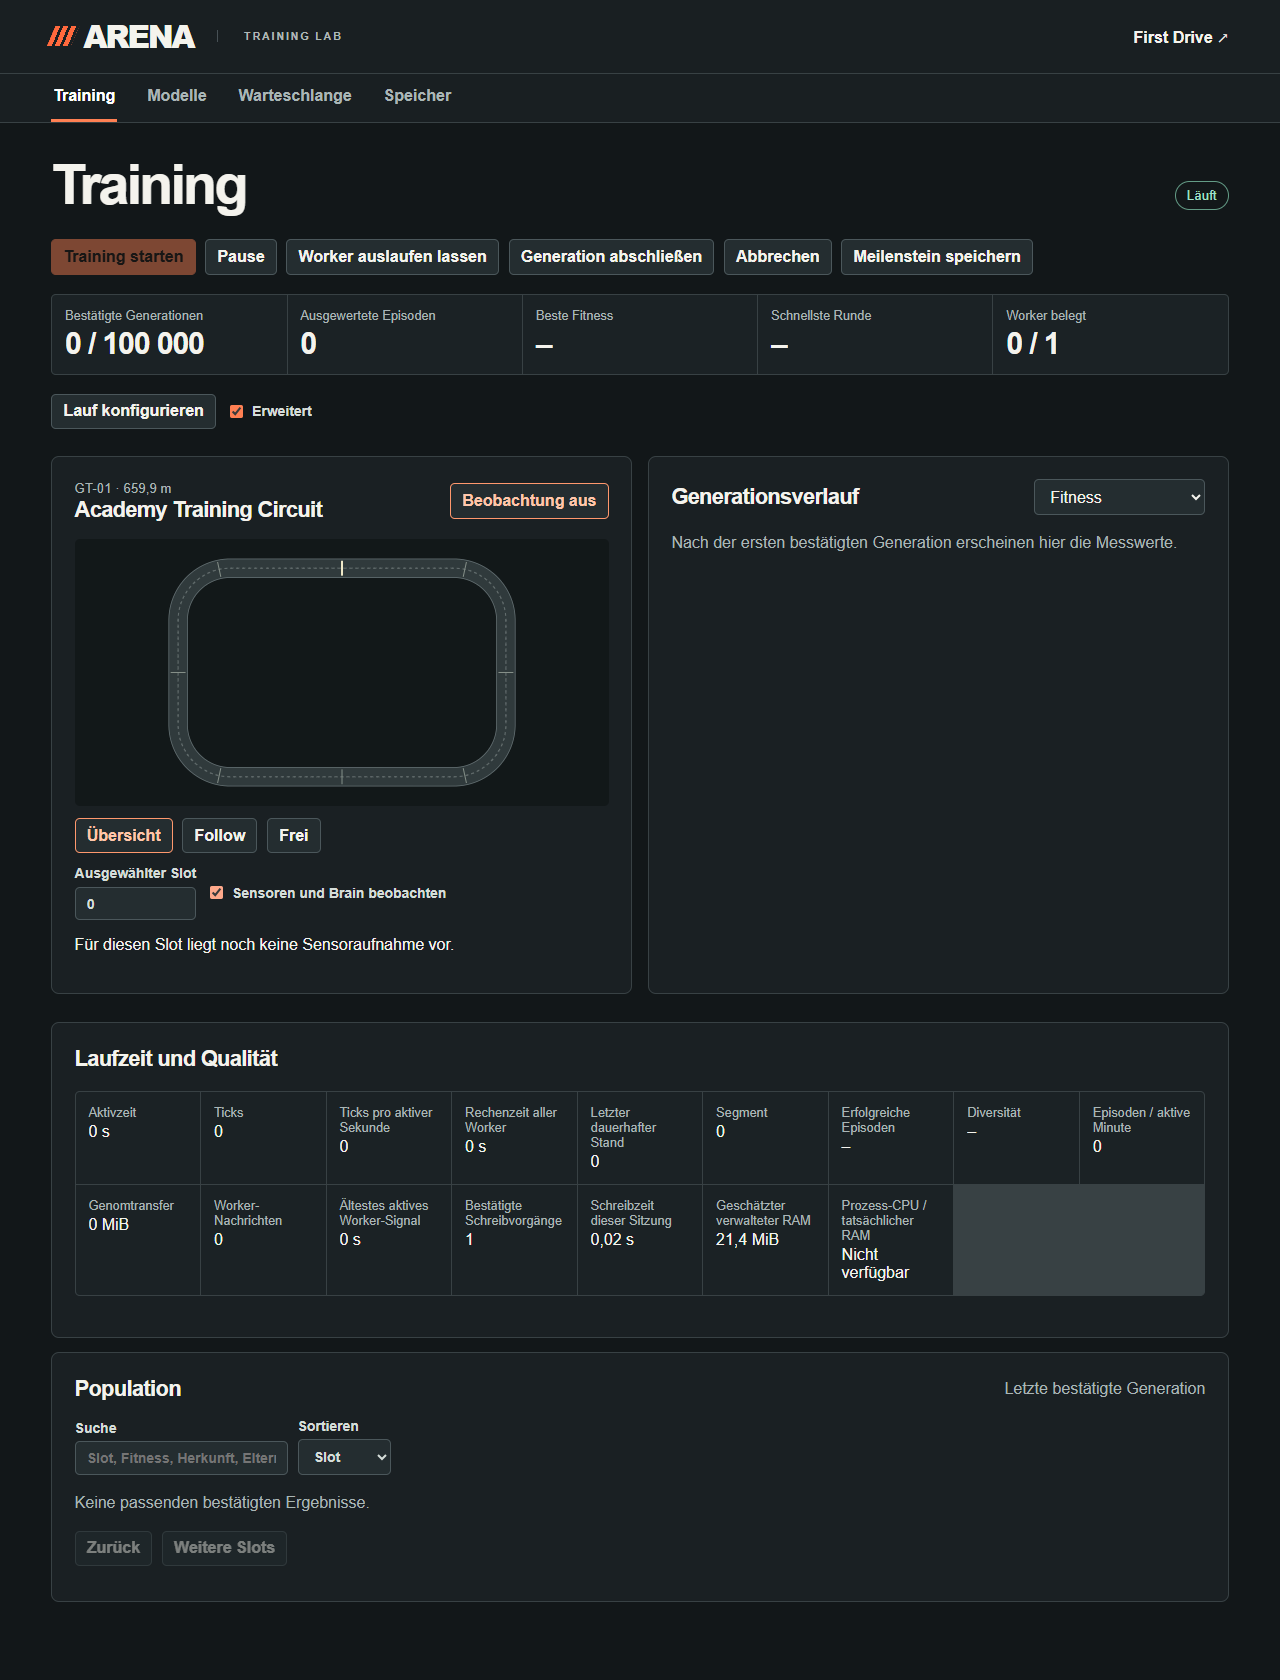 ARENA
TRAINING LAB
First Drive ↗
Training
Modelle
Warteschlange
Speicher
Training
Läuft
Training starten
Pause
Worker auslaufen lassen
Generation abschließen
Abbrechen
Meilenstein speichern
Bestätigte Generationen
0 / 100 000
Ausgewertete Episoden
0
Beste Fitness
–
Schnellste Runde
–
Worker belegt
0 / 1
Lauf konfigurieren
Erweitert
GT-01 · 659,9 m
Academy Training Circuit
Beobachtung aus
Übersicht
Follow
Frei
Ausgewählter Slot
0
Sensoren und Brain beobachten
Für diesen Slot liegt noch keine Sensoraufnahme vor.
Generationsverlauf
Fitness
Nach der ersten bestätigten Generation erscheinen hier die Messwerte.
Laufzeit und Qualität
Aktivzeit
0 s
Ticks
0
Ticks pro aktiver
Sekunde
0
Rechenzeit aller
Worker
0 s
Letzter
dauerhafter
Stand
0
Segment
0
Erfolgreiche
Episoden
–
Diversität
–
Episoden / aktive
Minute
0
Genomtransfer
0 MiB
Worker-
Nachrichten
0
Ältestes aktives
Worker-Signal
0 s
Bestätigte
Schreibvorgänge
1
Schreibzeit
dieser Sitzung
0,02 s
Geschätzter
verwalteter RAM
21,4 MiB
Prozess-CPU /
tatsächlicher
RAM
Nicht
verfügbar
Population
Letzte bestätigte Generation
Suche
Slot, Fitness, Herkunft, Eltern
Sortieren
Slot
Keine passenden bestätigten Ergebnisse.
Zurück
Weitere Slots